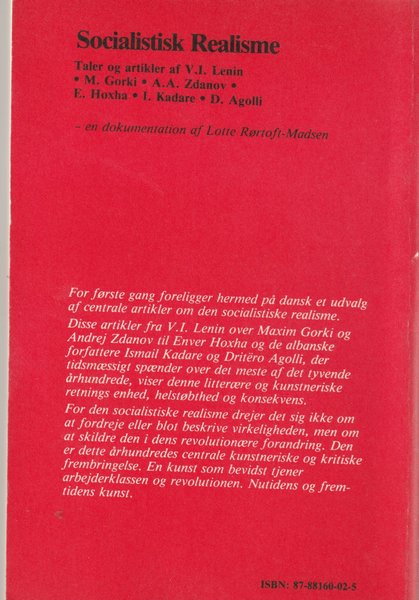 Socialistisk Realisme
Taler og artikler af V.I. Lenin
• M. Gorki • A.A. Zdanov •
E. Hoxha • I. Kadare • D. Agolli
– en dokumentation af Lotte Rørtoft-Madsen
For første gang foreligger hermed på dansk et udvalg
af centrale artikler om den socialistiske realisme.
Disse artikler fra V.I. Lenin over Maxim Gorki og
Andrej Zdanov til Enver Hoxha og de albanske
forfattere Ismail Kadare og Dritëro Agolli, der
tidsmæssigt spænder over det meste af det tyvende
århundrede, viser denne litterære og kunstneriske
retnings enhed, helstøbthed og konsekvens.
For den socialistiske realisme drejer det sig ikke om
at fordreje eller blot beskrive virkeligheden, men om
at skildre den i dens revolutionære forandring. Den
er dette århundredes centrale kunstneriske og kritiske
frembringelse. En kunst som bevidst tjener
arbejderklassen og revolutionen. Nutidens og frem-
tidens kunst.
ISBN: 87-88160-02-5